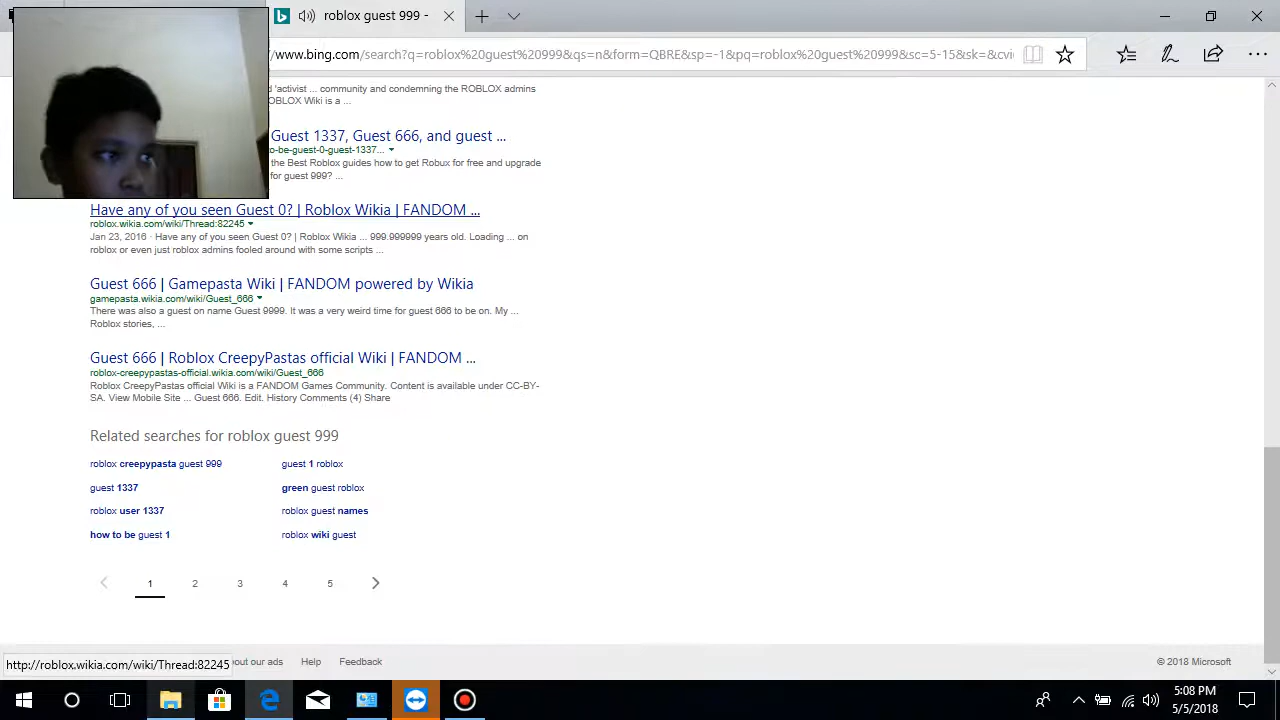 roblox guest 999 -
/www.bing.com/search?q=roblox%20guest%20999&qs=n&form=QBRE&sp=-1&pq=roblox%20guest%20999&sc=5-15&sk=&cvi
d 'activist ... community and condemning the ROBLOX admins
OBLOX Wiki is a ...
Guest 1337, Guest 666, and guest ...
o-be-guest-0-guest-1337...
the Best Roblox guides how to get Robux for free and upgrade
for guest 999? ...
Have any of you seen Guest 0? | Roblox Wikia | FANDOM ...
roblox.wikia.com/wiki/Thread:82245
Jan 23, 2016 · Have any of you seen Guest 0? | Roblox Wikia ... 999.999999 years old. Loading ... on
roblox or even just roblox admins fooled around with some scripts ...
Guest 666 | Gamepasta Wiki | FANDOM powered by Wikia
gamepasta.wikia.com/wiki/Guest_666
There was also a guest on name Guest 9999. It was a very weird time for guest 666 to be on. My ...
Roblox stories, ...
Guest 666 | Roblox CreepyPastas official Wiki | FANDOM ...
roblox-creepypastas-official.wikia.com/wiki/Guest_666
Roblox CreepyPastas official Wiki is a FANDOM Games Community. Content is available under CC-BY-
SA. View Mobile Site ... Guest 666. Edit. History Comments (4) Share
Related searches for roblox guest 999
roblox creepypasta guest 999
guest 1 roblox
guest 1337
green guest roblox
roblox user 1337
roblox guest names
how to be guest 1
roblox wiki guest
1 2 3 4 5
http://roblox.wikia.com/wiki/Thread:82245
out our ads Help Feedback
© 2018 Microsoft
5:08 PM
5/5/2018